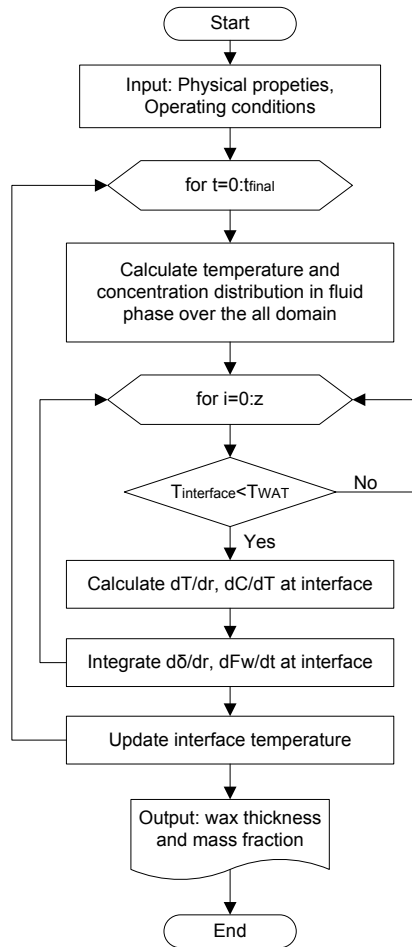 Start
Input: Physical propeties,
Operating conditions
for t=0:tfinal
Calculate temperature and
concentration distribution in fluid
phase over the all domain
for i=0:z
Tinterface<TWAT
No
Yes
Calculate dT/dr, dC/dT at interface
Integrate dδ/dr, dFw/dt at interface
Update interface temperature
Output: wax thickness
and mass fraction
End